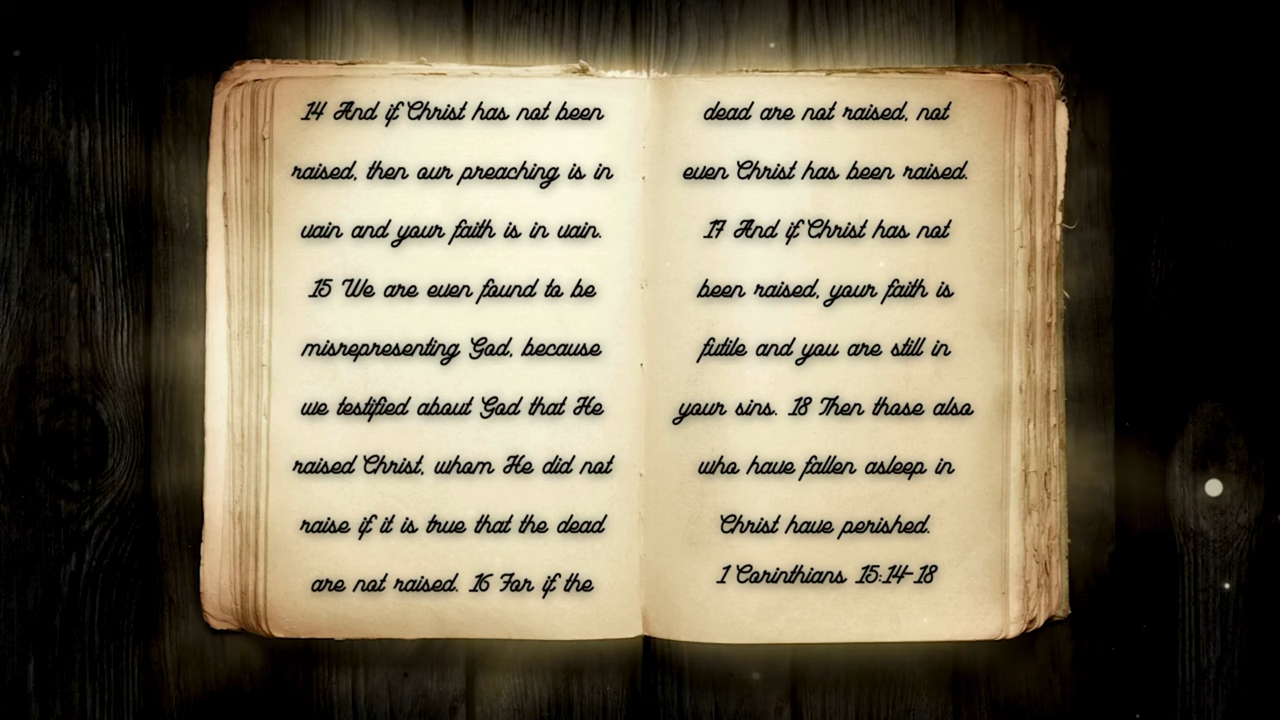 14 And if Christ has not been
raised, then our preaching is in
vain and your faith is in vain.
15 We are even found to be
misrepresenting God, because
we testified about God that He
raised Christ, whom He did not
raise if it is true that the dead
are not raised. 16 For if the
dead are not raised, not
even Christ has been raised.
17 And if Christ has not
been raised, your faith is
futile and you are still in
your sins. 18 Then those also
who have fallen asleep in
Christ have perished.
1 Corinthians 15:14-18